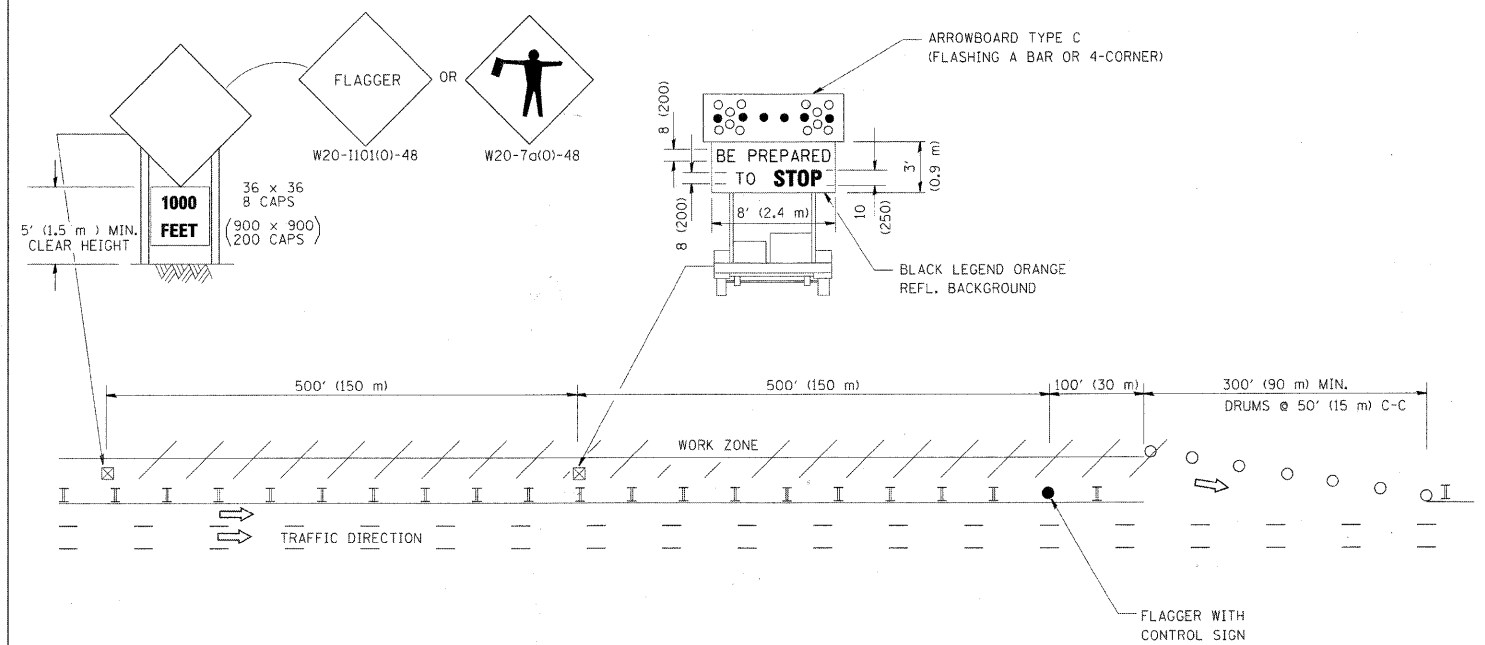 ARROWBOARD TYPE C
(FLASHING A BAR OR 4-CORNER)
FLAGGER
OR
W20-I101(O)-48
W20-7a(O)-48
8 (200)
BE PREPARED
TO STOP
8 (200)
8' (2.4 m)
10
(250)
3'
(0.9 m)
1000
FEET
36 x 36
8 CAPS
(900 x 900)
200 CAPS
5' (1.5 m ) MIN.
CLEAR HEIGHT
BLACK LEGEND ORANGE
REFL. BACKGROUND
500' (150 m)
500' (150 m)
100' (30 m)
300' (90 m) MIN.
DRUMS @ 50' (15 m) C-C
WORK ZONE
TRAFFIC DIRECTION
FLAGGER WITH
CONTROL SIGN